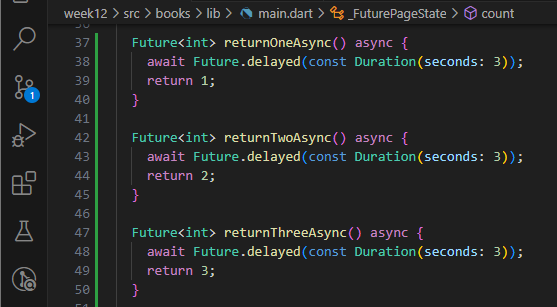 week12 > src > books > lib > main.dart > _FuturePageState > count
37 Future<int> returnOneAsync() async {
38 await Future.delayed(const Duration(seconds: 3));
39 return 1;
40 }
41
42 Future<int> returnTwoAsync() async {
43 await Future.delayed(const Duration(seconds: 3));
44 return 2;
45 }
46
47 Future<int> returnThreeAsync() async {
48 await Future.delayed(const Duration(seconds: 3));
49 return 3;
50 }
1